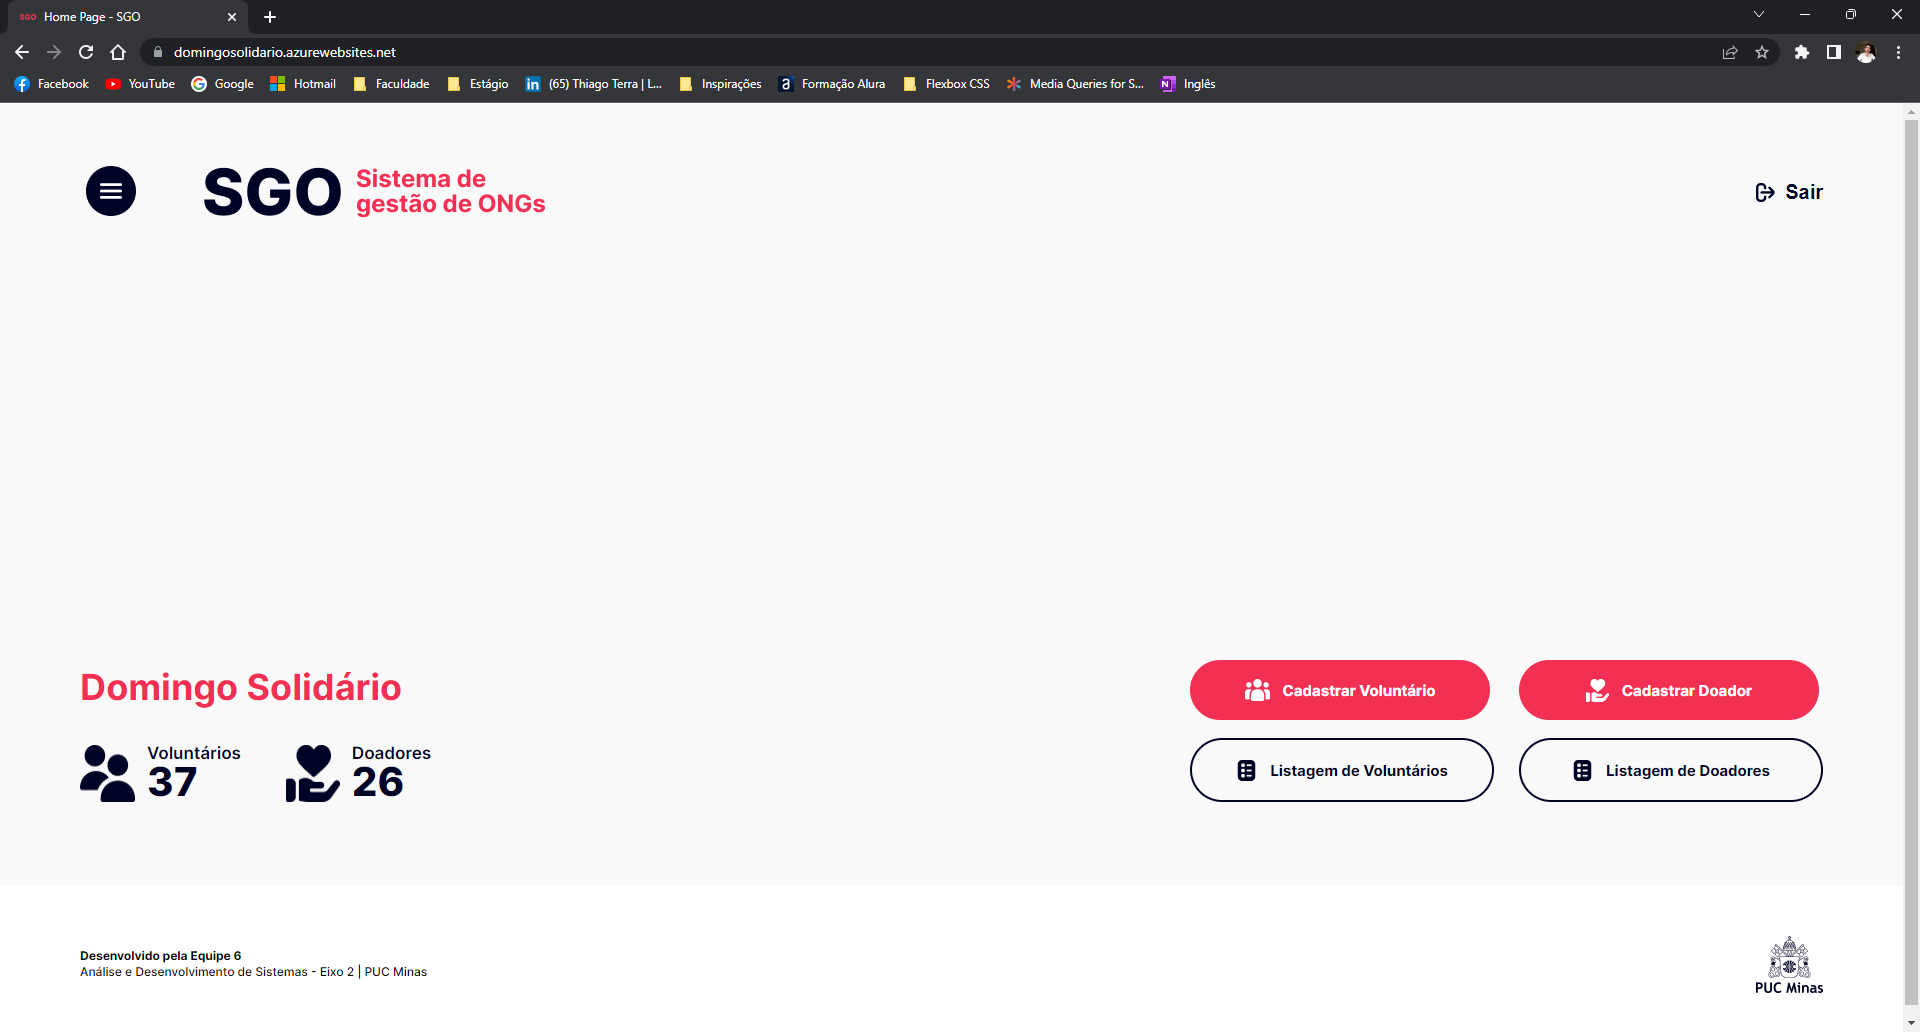 SGO Home Page - SGO
domingosolidario.azurewebsites.net
Facebook YouTube Google Hotmail Faculdade Estágio in (65) Thiago Terra | L... Inspirações a Formação Alura Flexbox CSS Media Queries for S... N Inglês
SGO
Sistema de
gestão de ONGs
Sair
Domingo Solidário
Voluntários
37
Doadores
26
Cadastrar Voluntário
Cadastrar Doador
Listagem de Voluntários
Listagem de Doadores
Desenvolvido pela Equipe 6
Análise e Desenvolvimento de Sistemas - Eixo 2 | PUC Minas
PUC Minas